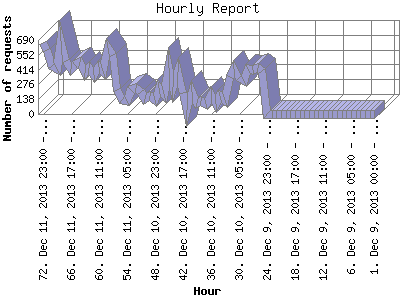 Hourly Report
Number of requests
690
552
414
276
138
0
72. Dec 11, 2013 23:00 -...
66. Dec 11, 2013 17:00 -...
60. Dec 11, 2013 11:00 -...
54. Dec 11, 2013 05:00 -...
48. Dec 10, 2013 23:00 -...
42. Dec 10, 2013 17:00 -...
36. Dec 10, 2013 11:00 -...
30. Dec 10, 2013 05:00 -...
24. Dec 9, 2013 23:00 -...
18. Dec 9, 2013 17:00 -...
12. Dec 9, 2013 11:00 -...
6. Dec 9, 2013 05:00 -...
1. Dec 9, 2013 00:00 -...
Hour